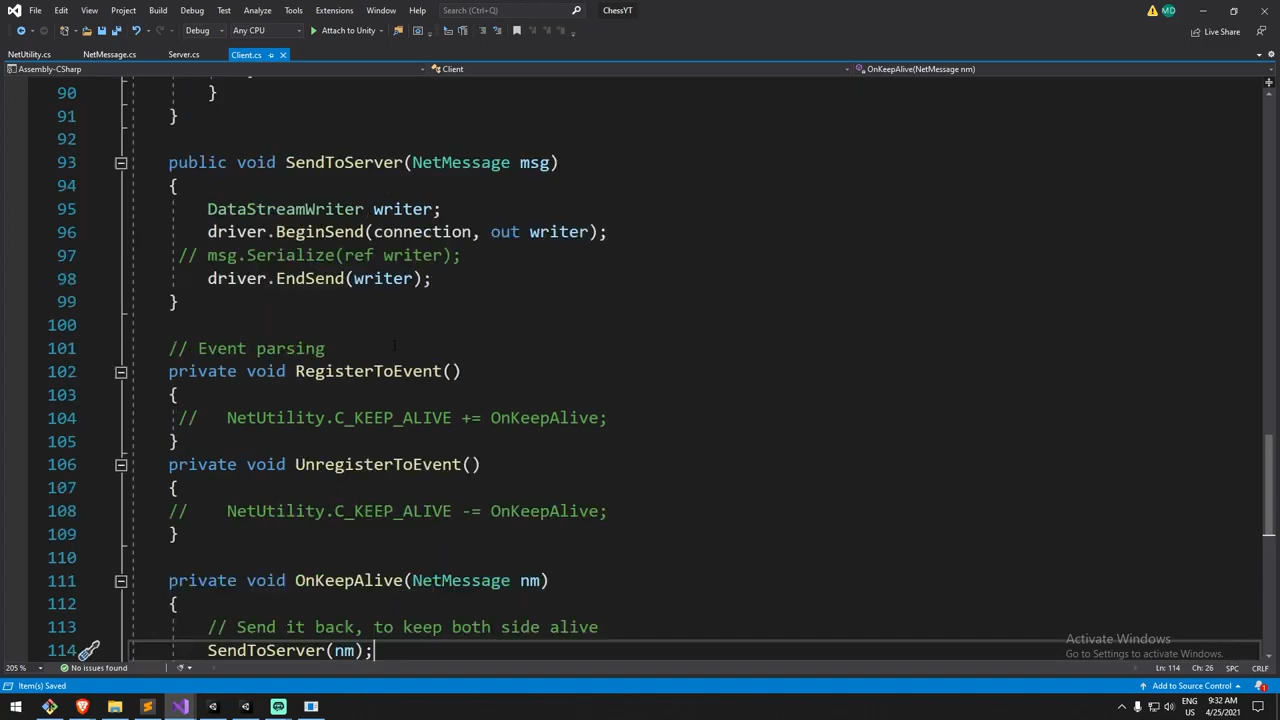 File Edit View Project Build Debug Test Analyze Tools Extensions Window Help Search (Ctrl+Q) ChessYT MD
Debug Any CPU Attach to Unity Live Share
NetUtility.cs NetMessage.cs Server.cs Client.cs
Assembly-CSharp Client OnKeepAlive(NetMessage nm)
90 }
91 }
92
93 public void SendToServer(NetMessage msg)
94 {
95 DataStreamWriter writer;
96 driver.BeginSend(connection, out writer);
97 // msg.Serialize(ref writer);
98 driver.EndSend(writer);
99 }
100
101 // Event parsing
102 private void RegisterToEvent()
103 {
104 // NetUtility.C_KEEP_ALIVE += OnKeepAlive;
105 }
106 private void UnregisterToEvent()
107 {
108 // NetUtility.C_KEEP_ALIVE -= OnKeepAlive;
109 }
110
111 private void OnKeepAlive(NetMessage nm)
112 {
113 // Send it back, to keep both side alive
114 SendToServer(nm);
Activate Windows
Go to Settings to activate Windows.
205 % No issues found Ln: 114 Ch: 26 SPC CRLF
Item(s) Saved Add to Source Control 1
ENG 9:32 AM
US 4/25/2021